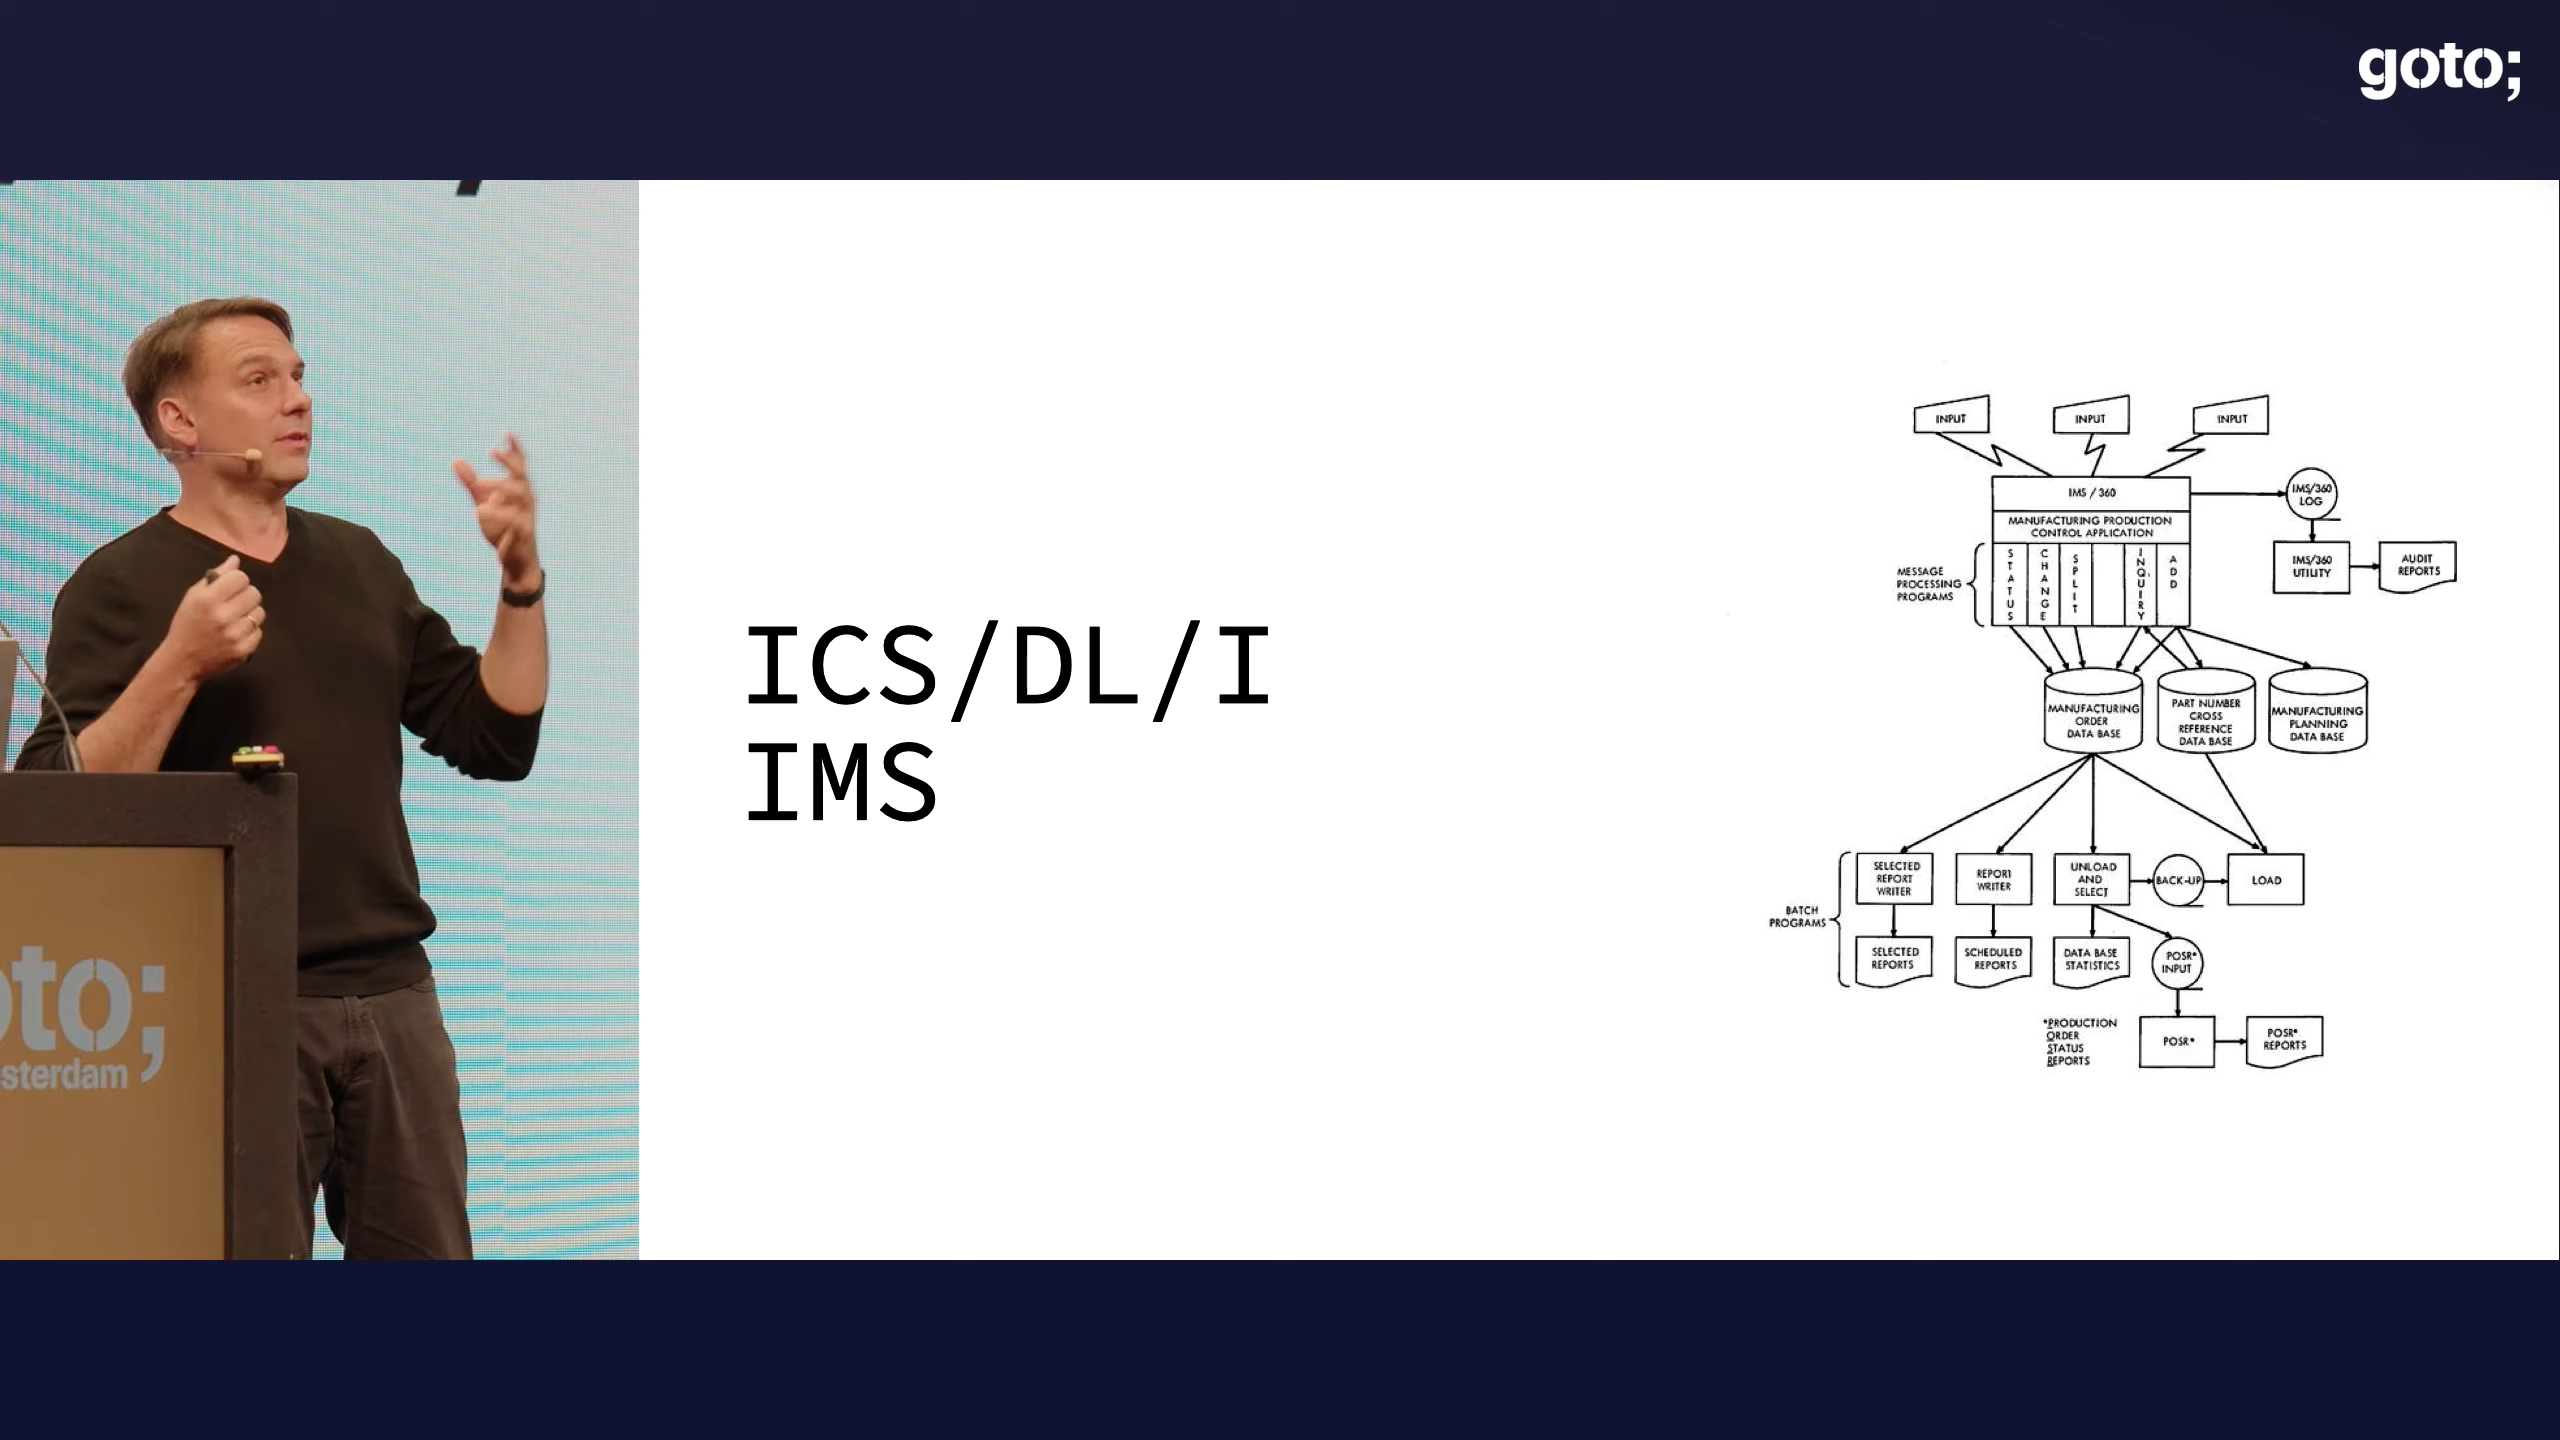 goto;
ICS/DL/I
IMS
INPUT
INPUT
INPUT
IMS / 360
IMS/360
LOG
MANUFACTURING PRODUCTION
CONTROL APPLICATION
MESSAGE
PROCESSING
PROGRAMS
STATUS
CHANGE
SPLIT
INQUIRY
ADD
IMS/360
UTILITY
AUDIT
REPORTS
MANUFACTURING
ORDER
DATA BASE
PART NUMBER
CROSS
REFERENCE
DATA BASE
MANUFACTURING
PLANNING
DATA BASE
BATCH
PROGRAMS
SELECTED
REPORT
WRITER
REPORT
WRITER
UNLOAD
AND
SELECT
BACK-UP
LOAD
SELECTED
REPORTS
SCHEDULED
REPORTS
DATA BASE
STATISTICS
POSR*
INPUT
*PRODUCTION
ORDER
STATUS
REPORTS
POSR*
POSR*
REPORTS
oto;
sterdam